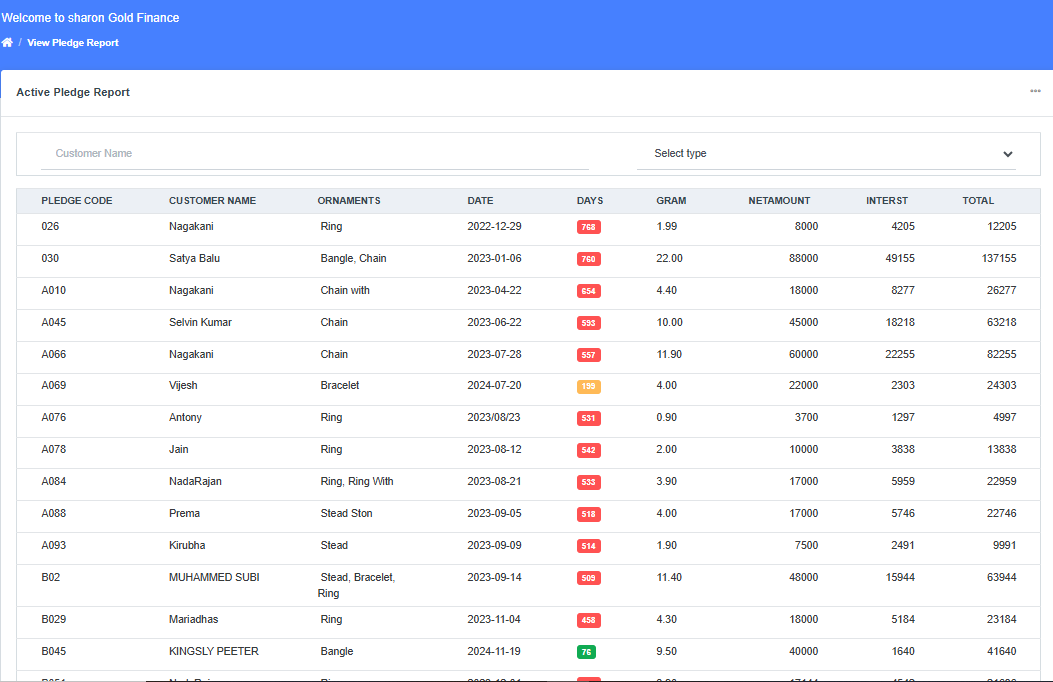 Welcome to sharon Gold Finance
/ View Pledge Report
Active Pledge Report
Customer Name Select type
PLEDGE CODE CUSTOMER NAME ORNAMENTS DATE DAYS GRAM NETAMOUNT INTERST TOTAL
026 Nagakani Ring 2022-12-29 768 1.99 8000 4205 12205
030 Satya Balu Bangle, Chain 2023-01-06 760 22.00 88000 49155 137155
A010 Nagakani Chain with 2023-04-22 654 4.40 18000 8277 26277
A045 Selvin Kumar Chain 2023-06-22 593 10.00 45000 18218 63218
A066 Nagakani Chain 2023-07-28 557 11.90 60000 22255 82255
A069 Vijesh Bracelet 2024-07-20 199 4.00 22000 2303 24303
A076 Antony Ring 2023/08/23 531 0.90 3700 1297 4997
A078 Jain Ring 2023-08-12 542 2.00 10000 3838 13838
A084 NadaRajan Ring, Ring With 2023-08-21 533 3.90 17000 5959 22959
A088 Prema Stead Ston 2023-09-05 518 4.00 17000 5746 22746
A093 Kirubha Stead 2023-09-09 514 1.90 7500 2491 9991
B02 MUHAMMED SUBI Stead, Bracelet, 2023-09-14 509 11.40 48000 15944 63944
Ring
B029 Mariadhas Ring 2023-11-04 458 4.30 18000 5184 23184
B045 KINGSLY PEETER Bangle 2024-11-19 76 9.50 40000 1640 41640